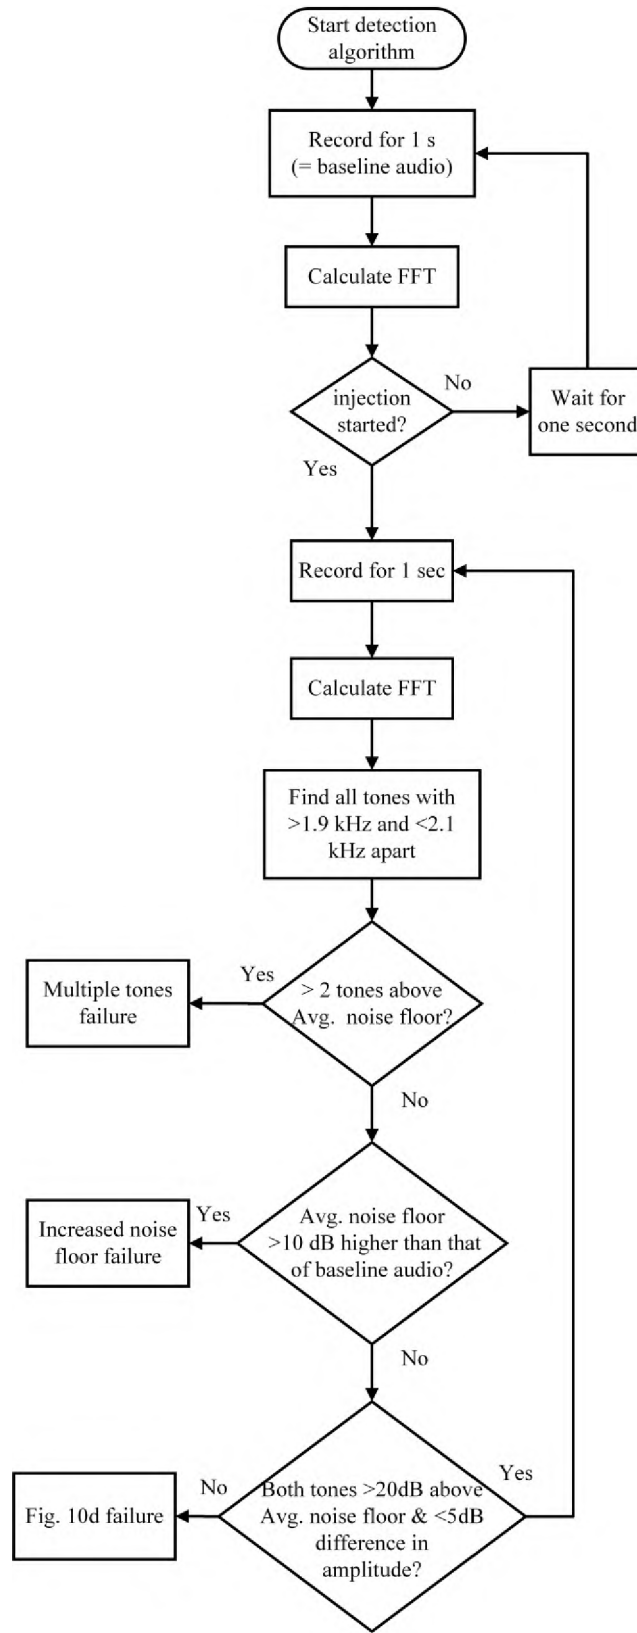 Start detection
algorithm
Record for 1 s
(= baseline audio)
Calculate FFT
injection
started?
No
Wait for
one second
Yes
Record for 1 sec
Calculate FFT
Find all tones with
>1.9 kHz and <2.1
kHz apart
> 2 tones above
Avg. noise floor?
Yes
Multiple tones
failure
No
Avg. noise floor
>10 dB higher than that
of baseline audio?
Yes
Increased noise
floor failure
No
Both tones >20dB above
Avg. noise floor & <5dB
difference in
amplitude?
No
Fig. 10d failure
Yes